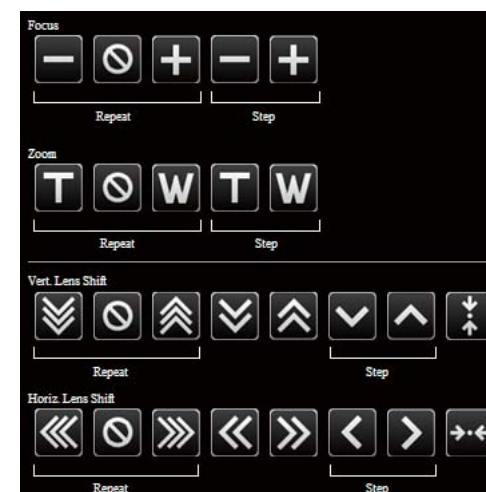 Focus
Repeat Step
Zoom
T W T W
Repeat Step
Vert. Lens Shift
Repeat Step
Horiz. Lens Shift
Repeat Step